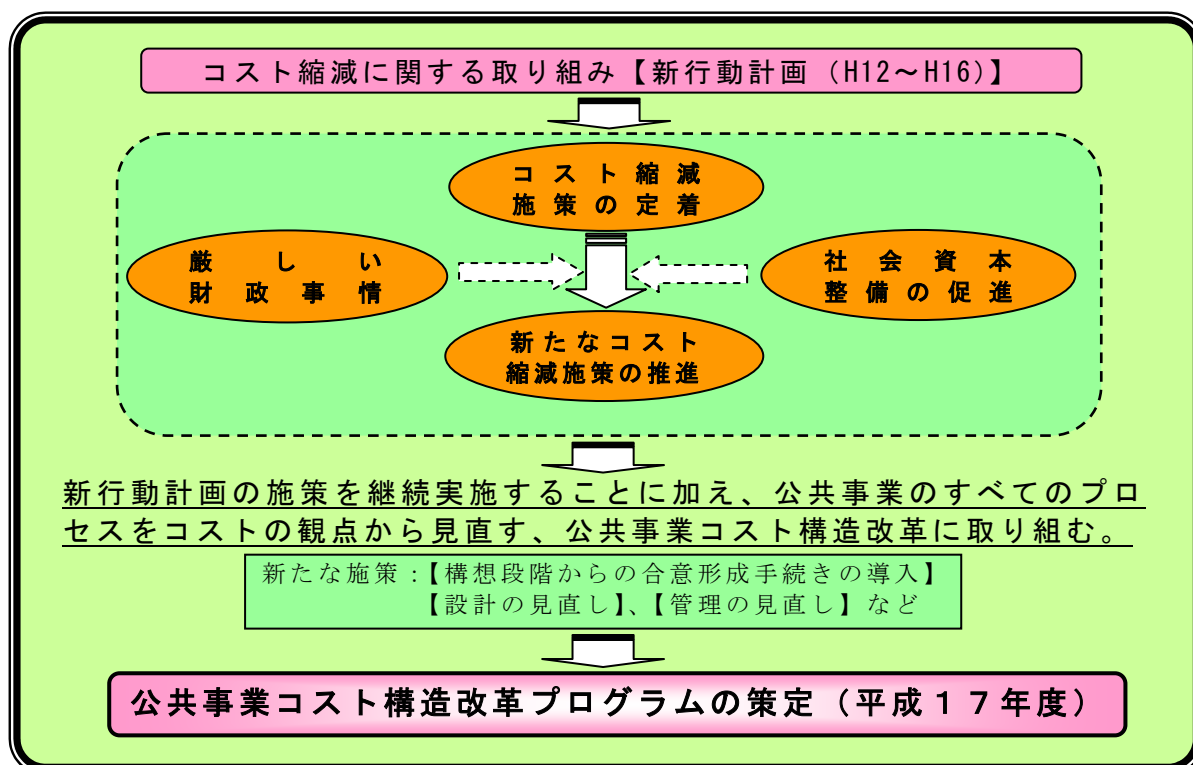 コスト縮減に関する取り組み【新行動計画（H12～H16）】
コスト縮減
施策の定着
厳しい
財政事情
社会資本
整備の促進
新たなコスト
縮減施策の推進
新行動計画の施策を継続実施することに加え、公共事業のすべてのプロ
セスをコストの観点から見直す、公共事業コスト構造改革に取り組む。
新たな施策：【構想段階からの合意形成手続きの導入】
【設計の見直し】、【管理の見直し】など
公共事業コスト構造改革プログラムの策定（平成１７年度）